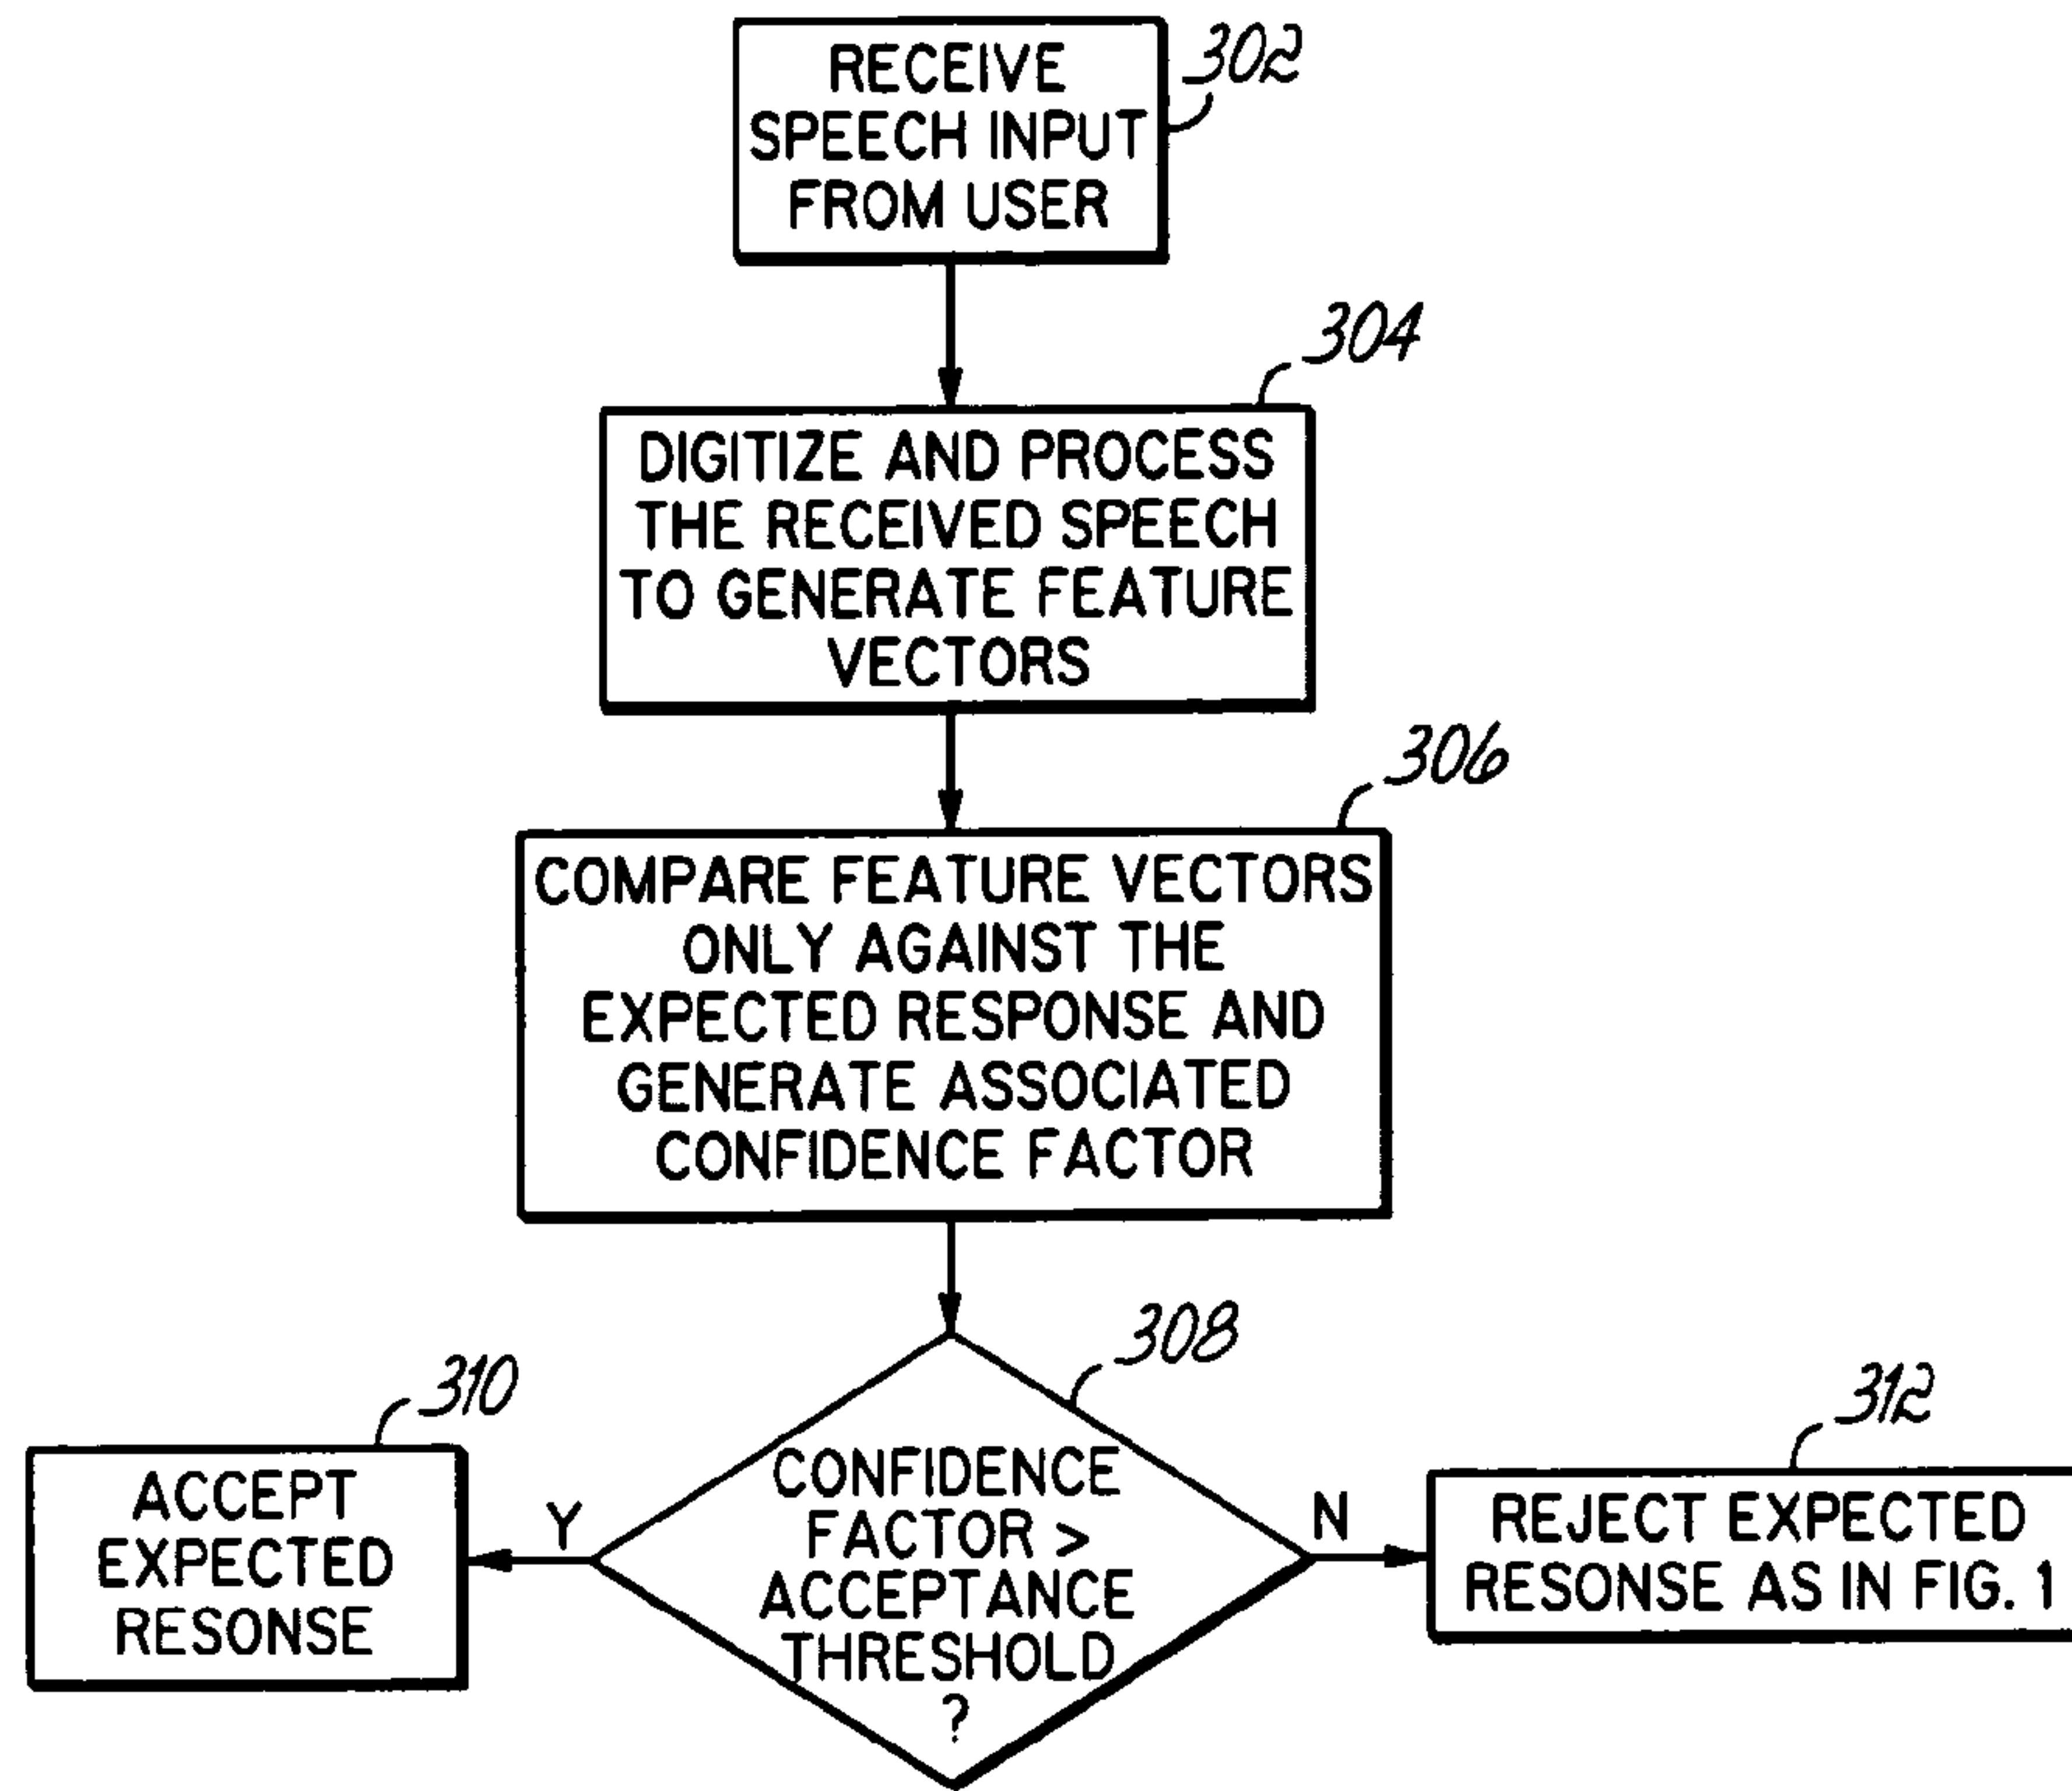 RECEIVE
SPEECH INPUT
FROM USER
302
304
DIGITIZE AND PROCESS
THE RECEIVED SPEECH
TO GENERATE FEATURE
VECTORS
306
COMPARE FEATURE VECTORS
ONLY AGAINST THE
EXPECTED RESPONSE AND
GENERATE ASSOCIATED
CONFIDENCE FACTOR
308
CONFIDENCE
FACTOR >
ACCEPTANCE
THRESHOLD
?
Y
310
ACCEPT
EXPECTED
RESONSE
N
312
REJECT EXPECTED
RESONSE AS IN FIG. 1